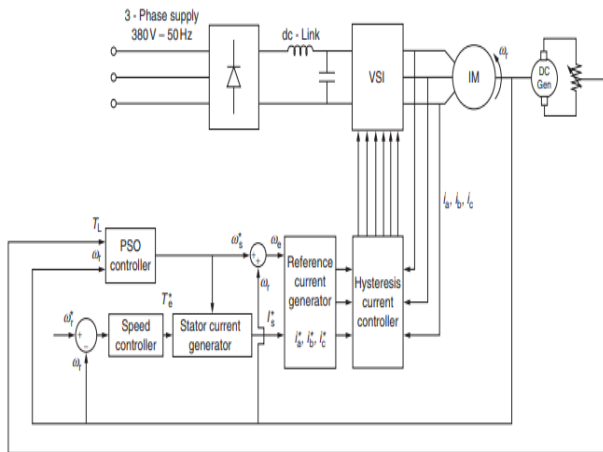 3 - Phase supply
380 V – 50 Hz
dc - Link
VSI
IM
ωr
DC
Gen
ia, ib, ic
TL
ωr
PSO
controller
ω*s
+
+
ωe
ωr
Reference
current
generator
i*a, i*b, i*c
Hysteresis
current
controller
T*e
I*s
ω*r
+
−
ωr
Speed
controller
Stator current
generator